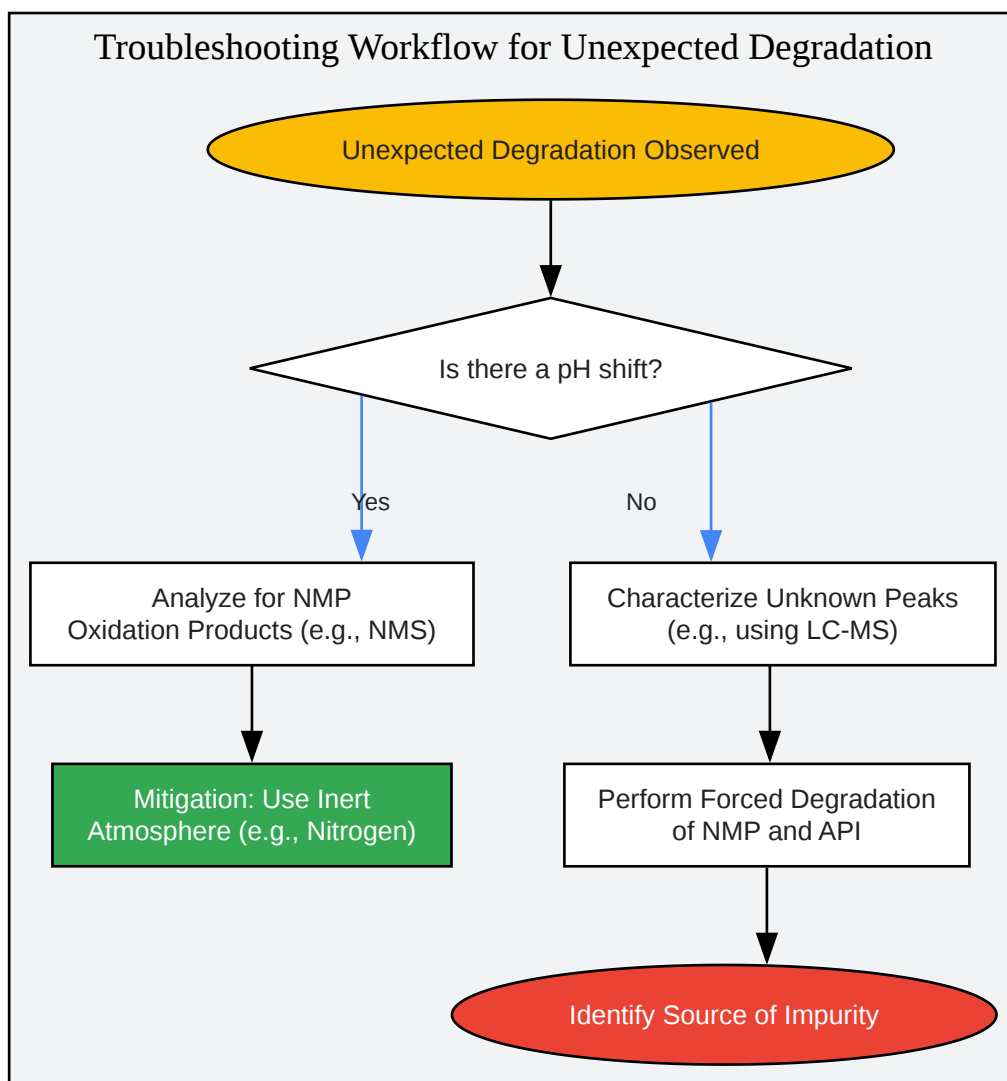 Troubleshooting Workflow for Unexpected Degradation
Unexpected Degradation Observed
Is there a pH shift?
Yes
No
Analyze for NMP
Oxidation Products (e.g., NMS)
Characterize Unknown Peaks
(e.g., using LC-MS)
Mitigation: Use Inert
Atmosphere (e.g., Nitrogen)
Perform Forced Degradation
of NMP and API
Identify Source of Impurity